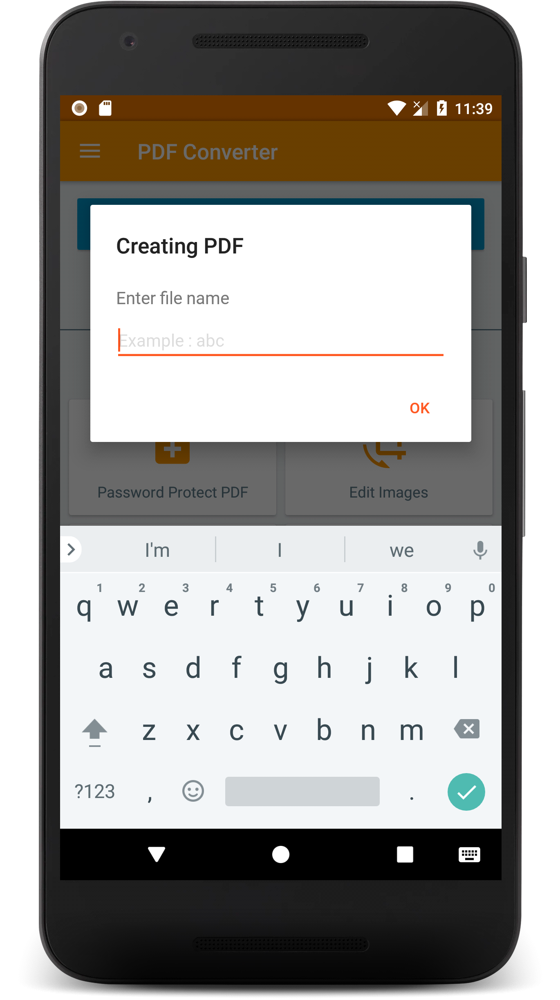 11:39
PDF Converter
Creating PDF
Enter file name
Example : abc
OK
Password Protect PDF
Edit Images
I'm I we
1 2 3 4 5 6 7 8 9 0
q w e r t y u i o p
a s d f g h j k l
z x c v b n m
?123 , .